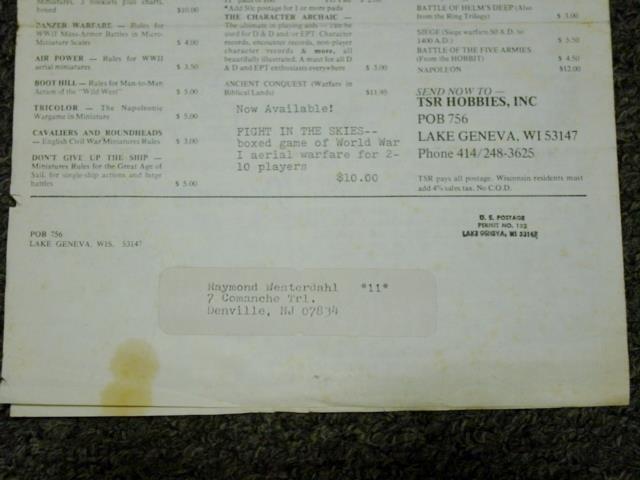 Miniatures, 3 booklets plus charts,
boxed $10.00
PANZER WARFARE – Rules for
WWII Mass-Armor Battles in Micro-
Miniature Scales $ 4.00
AIR POWER – Rules for WWII
aerial miniatures $ 3.50
BOOT HILL – Rules for Man-to-Man
Action of the "Wild West" $ 5.00
TRICOLOR – The Napoleonic
Wargame in Miniature $ 5.00
CAVALIERS AND ROUNDHEADS
– English Civil War Miniatures Rules $ 3.00
DON'T GIVE UP THE SHIP –
Miniatures Rules for the Great Age of
Sail, for single-ship actions and large
battles $ 5.00
*Add 50¢ postage for 1 or more pads
THE CHARACTER ARCHAIC –
The ultimate in playing aids – can be
used for D & D and/or EPT. Character
records, encounter records, non-player
character records & more, all
beautifully illustrated. A must for all D
& D and EPT enthusiasts everywhere $ 3.00
ANCIENT CONQUEST (Warfare in
Biblical Lands) $11.95
Now Available!
FIGHT IN THE SKIES--
boxed game of World War
I aerial warfare for 2-
10 players
$10.00
BATTLE OF HELM'S DEEP (Also
from the Ring Trilogy)
SIEGE (Siege warfare 50 B.D. to
1400 A.D.) $ 5.50
BATTLE OF THE FIVE ARMIES
(From the HOBBIT) $ 4.50
NAPOLEON $12.00
SEND NOW TO –
TSR HOBBIES, INC
POB 756
LAKE GENEVA, WI 53147
Phone 414/248-3625
TSR pays all postage. Wisconsin residents must
add 4% sales tax. No C.O.D.
POB 756
LAKE GENEVA, WIS. 53147
U. S. POSTAGE
PERMIT NO.
LAKE GENEVA, WI 53147
Raymond Westerdahl *11*
7 Comanche Trl.
Denville, NJ 07834